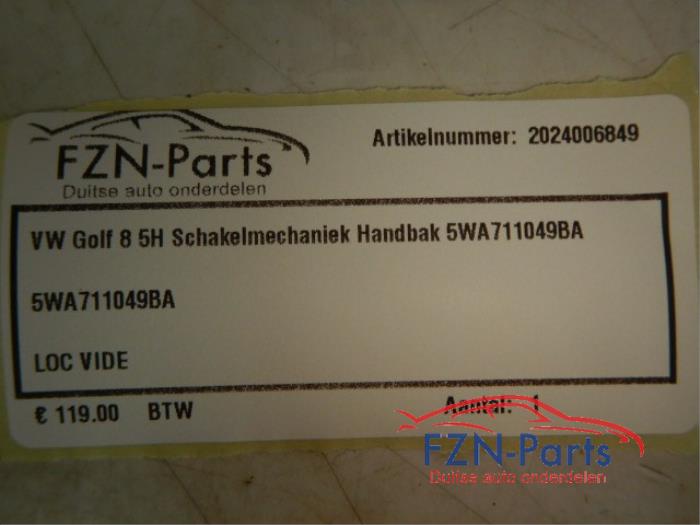 FZN-Parts
Duitse auto onderdelen
Artikelnummer: 2024006849
VW Golf 8 5H Schakelmechaniek Handbak 5WA711049BA
5WA711049BA
LOC VIDE
€ 119.00 BTW
Aantal: 1
FZN-Parts
Duitse auto onderdelen